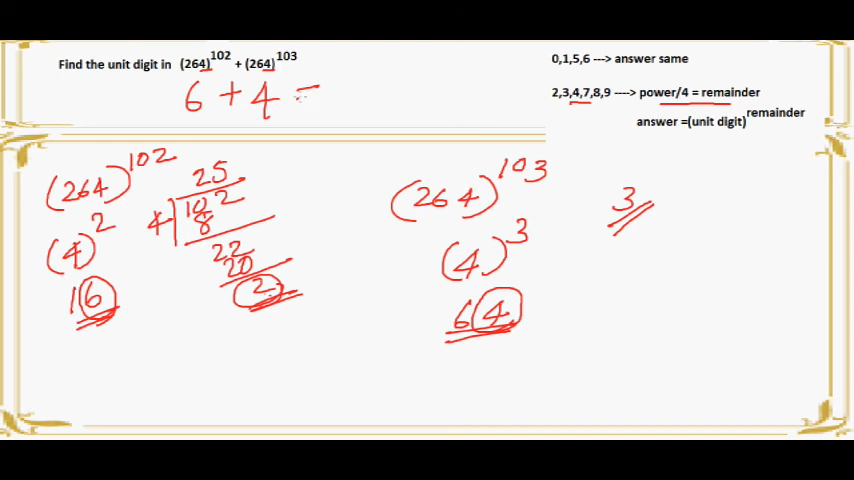 Find the unit digit in (264)^102 + (264)^103
6 + 4 =
0,1,5,6 ---> answer same
2,3,4,7,8,9 ----> power/4 = remainder
answer =(unit digit)^remainder
(264)^102
(4)^2
16
25
4 102
8
22
20
2
(264)^103
(4)^3
64
3